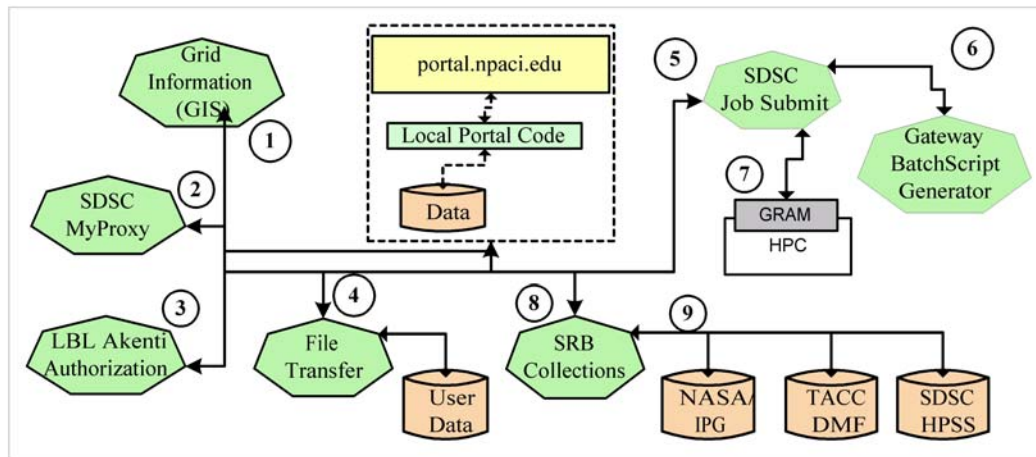 Grid
Information
(GIS)
1
SDSC
MyProxy
2
LBL Akenti
Authorization
3
portal.npaci.edu
Local Portal Code
Data
4
File
Transfer
User
Data
5
SDSC
Job Submit
6
Gateway
BatchScript
Generator
7
GRAM
HPC
8
SRB
Collections
9
NASA/
IPG
TACC
DMF
SDSC
HPSS